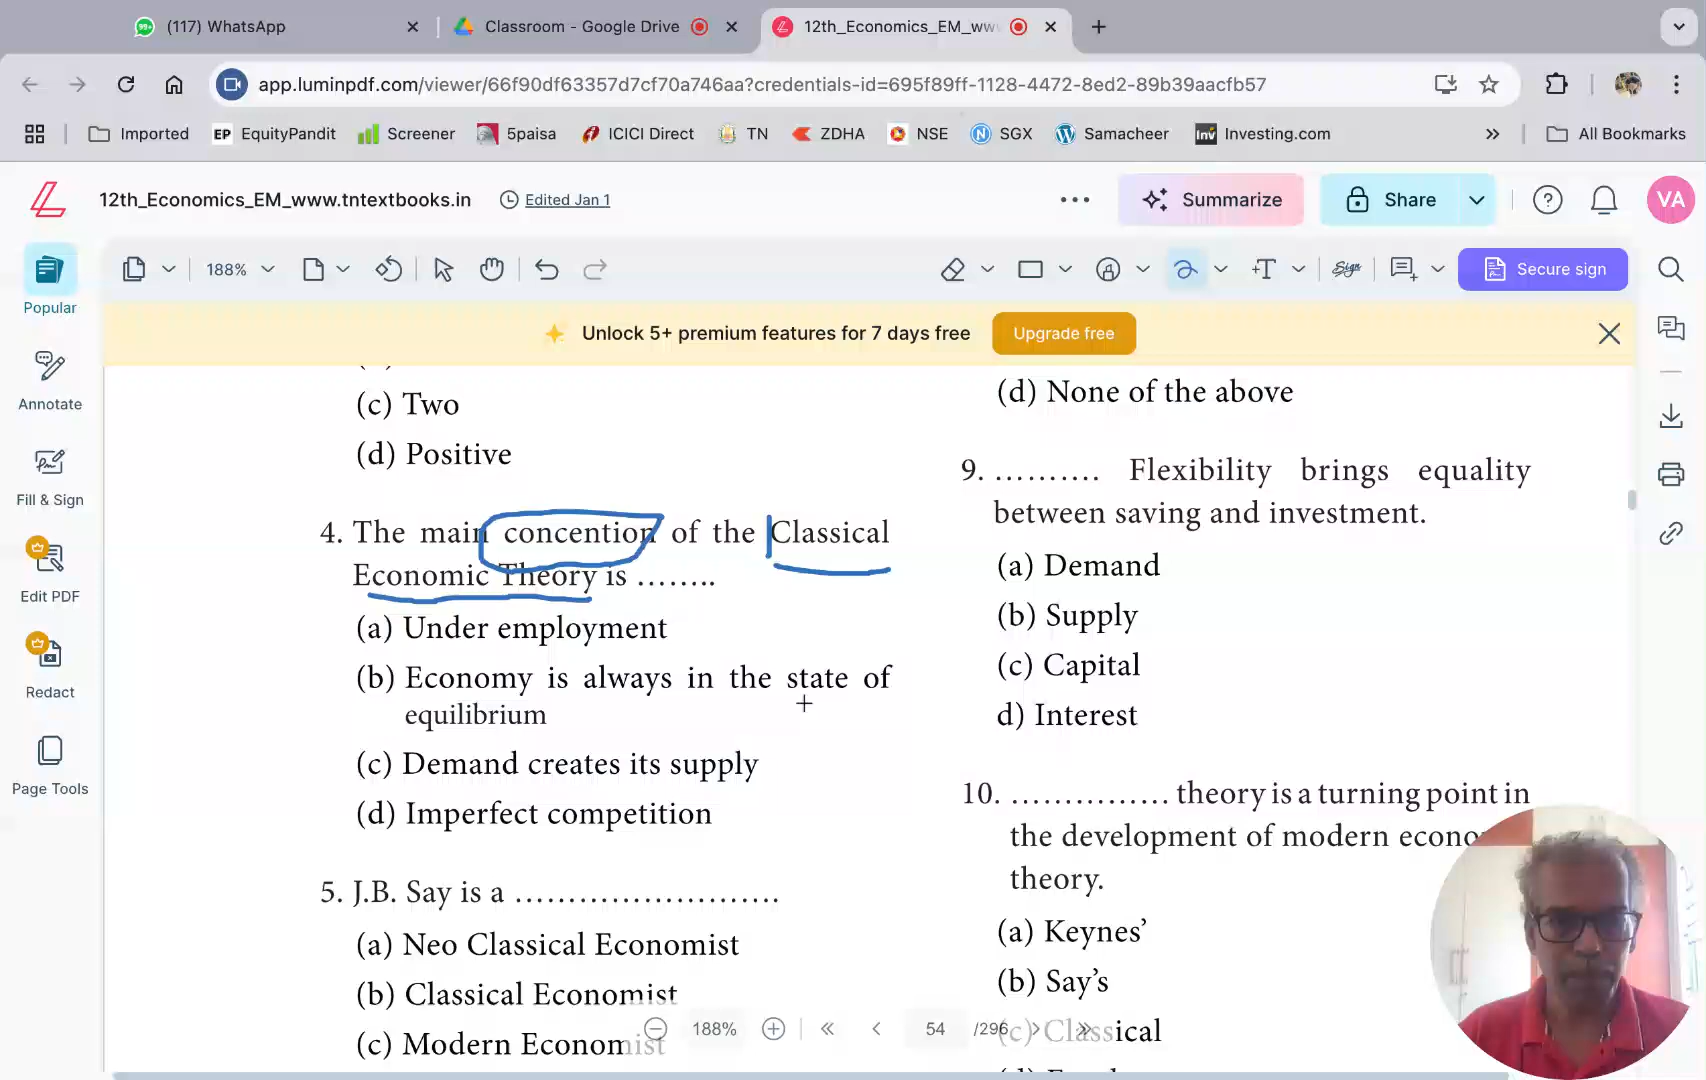 (117) WhatsApp
Classroom - Google Drive
12th_Economics_EM_ww
app.luminpdf.com/viewer/66f90df63357d7cf70a746aa?credentials-id=695f89ff-1128-4472-8ed2-89b39aacfb57
Imported
EP EquityPandit
Screener
5paisa
ICICI Direct
TN
ZDHA
NSE
N SGX
Samacheer
Inv Investing.com
»
All Bookmarks
12th_Economics_EM_www.tntextbooks.in
Edited Jan 1
Summarize
Share
VA
Popular
188%
T
Sign
Secure sign
Unlock 5+ premium features for 7 days free
Upgrade free
Annotate
Fill & Sign
Edit PDF
Redact
Page Tools
(c) Two
(d) Positive
4. The main concention of the Classical
Economic Theory is ........
(a) Under employment
(b) Economy is always in the state of
equilibrium
(c) Demand creates its supply
(d) Imperfect competition
5. J.B. Say is a .........................
(a) Neo Classical Economist
(b) Classical Economist
(c) Modern Economist
(d) None of the above
9. .......... Flexibility brings equality
between saving and investment.
(a) Demand
(b) Supply
(c) Capital
d) Interest
10. ............... theory is a turning point in
the development of modern econo
theory.
(a) Keynes’
(b) Say’s
(c) Classical
188%
54 /296